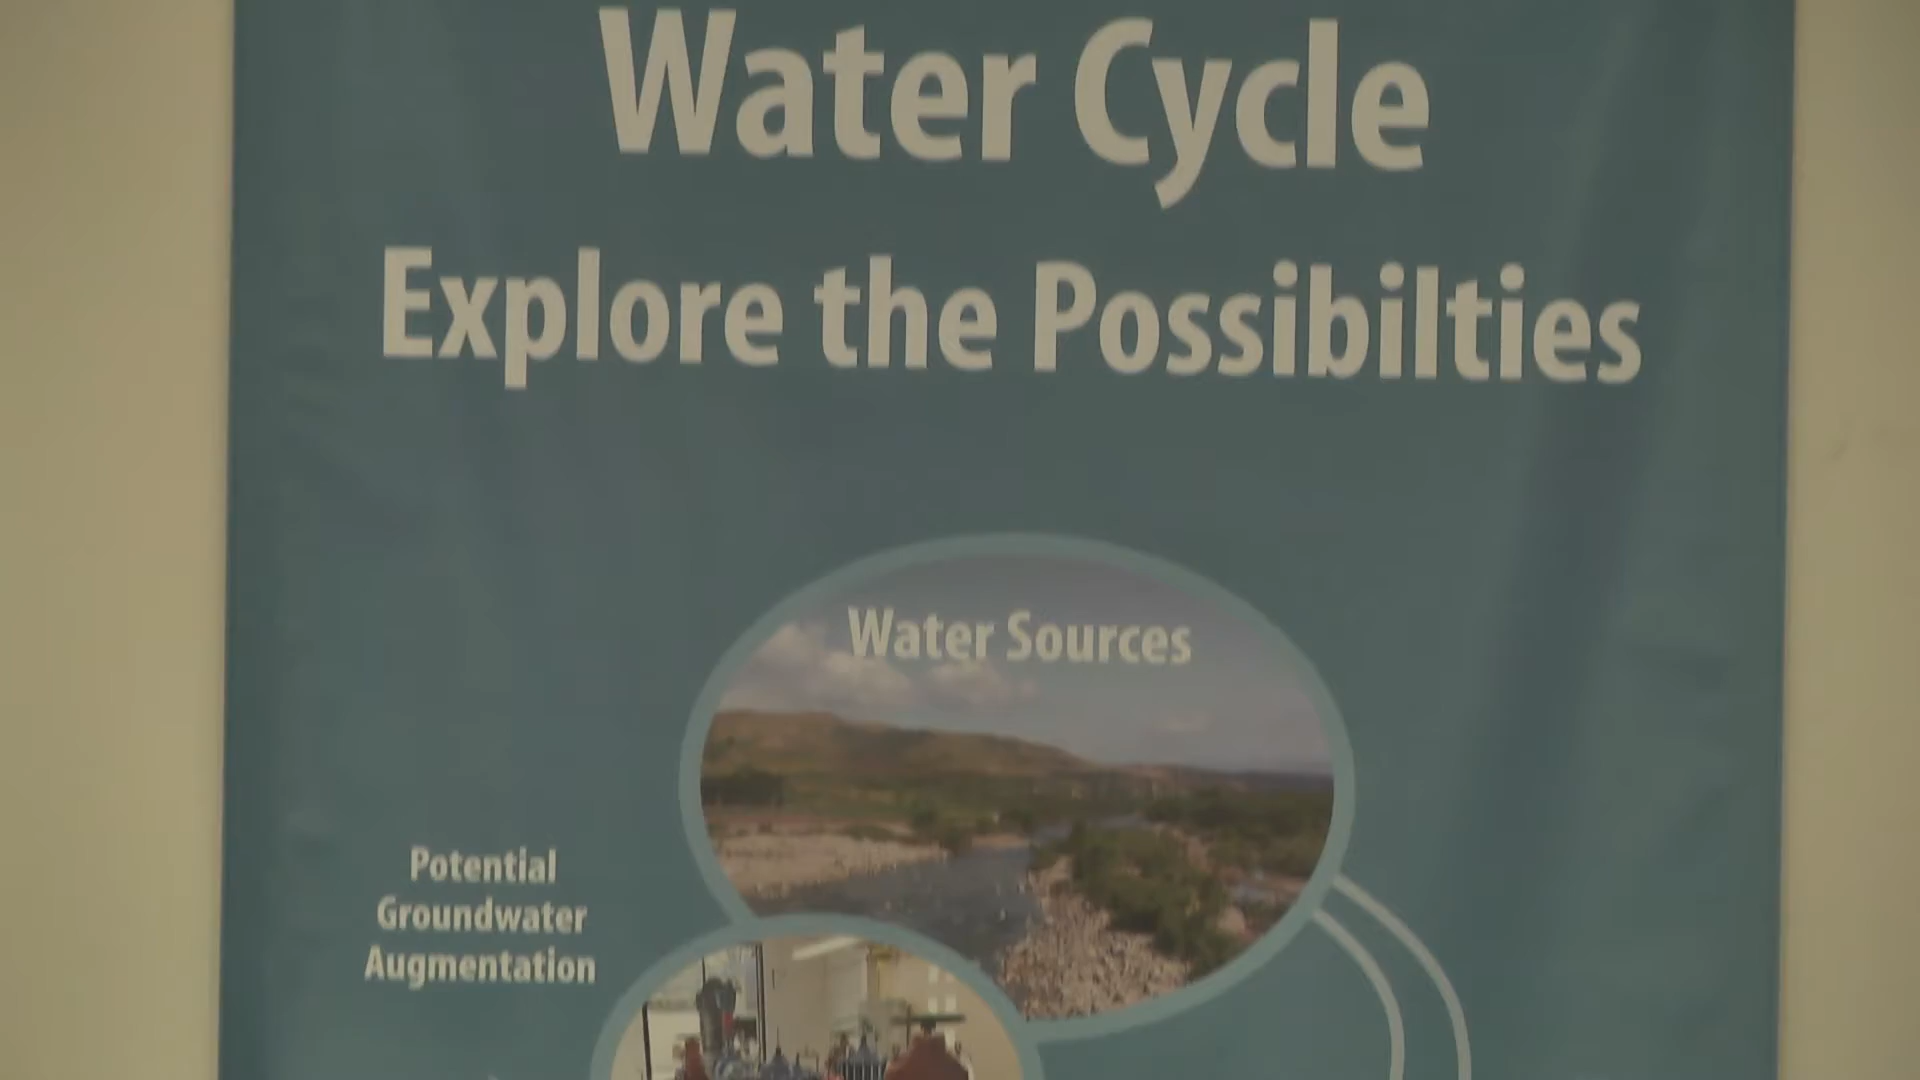 Water Cycle
Explore the Possibilties
Water Sources
Potential
Groundwater
Augmentation